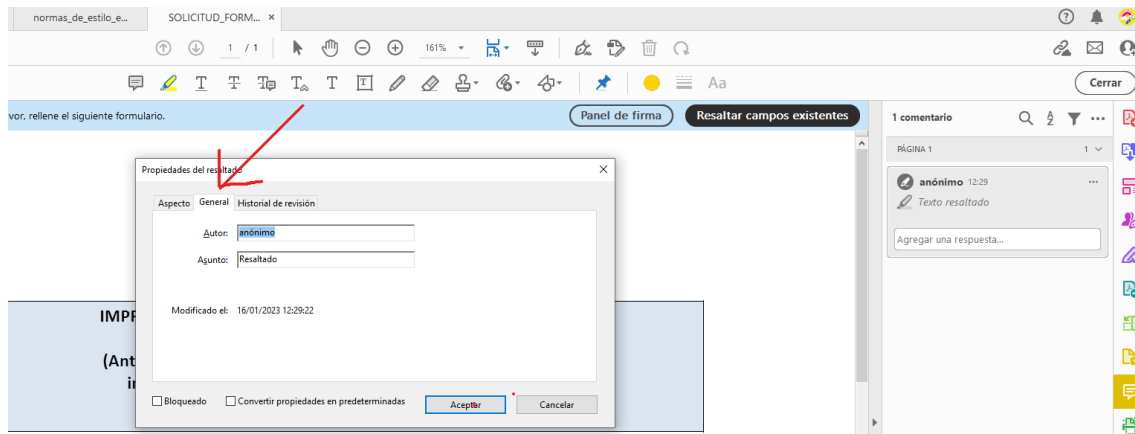 normas_de_estilo_e...
SOLICITUD_FORM... ×
1 / 1
161%
Aa
Cerrar
vor, rellene el siguiente formulario.
Panel de firma
Resaltar campos existentes
1 comentario
PÁGINA 1
1
anónimo 12:29
Texto resaltado
Agregar una respuesta...
Propiedades del resaltado
Aspecto General Historial de revisión
Autor: anónimo
Asunto: Resaltado
Modificado el: 16/01/2023 12:29:22
Bloqueado Convertir propiedades en predeterminadas Aceptar Cancelar
IMPR
(Ant